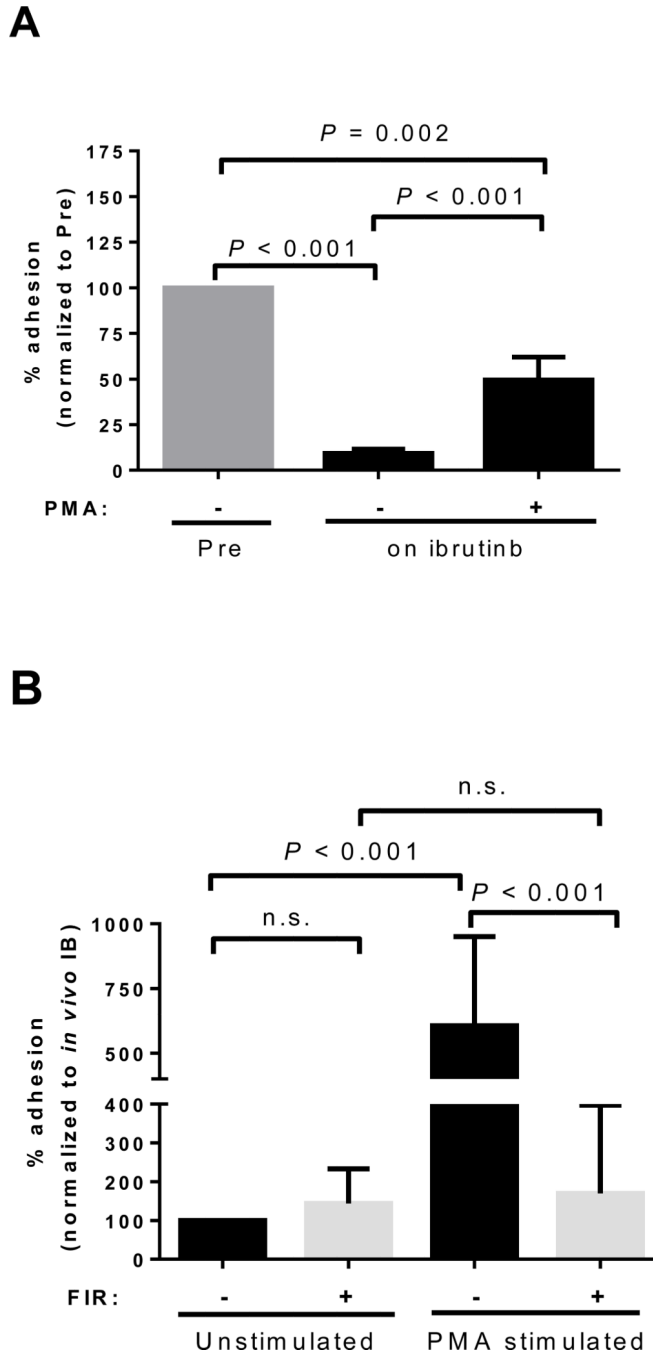 A
P = 0.002
P < 0.001
P < 0.001
% adhesion
(normalized to Pre)
175
150
125
100
75
50
25
0
PMA: - - +
Pre on ibrutinb
B
n.s.
P < 0.001
P < 0.001
n.s.
% adhesion
(normalized to in vivo IB)
1000
750
500
400
300
200
100
0
FIR: - + - +
Unstimulated PMA stimulated